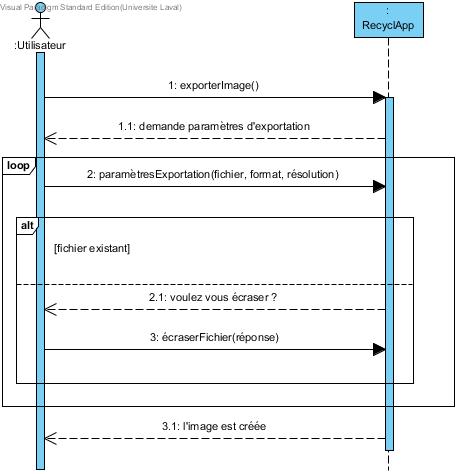 Visual Paradigm Standard Edition(Universite Laval)
:
RecyclApp
:Utilisateur
1: exporterImage()
1.1: demande paramètres d'exportation
loop
2: paramètresExportation(fichier, format, résolution)
alt
[fichier existant]
2.1: voulez vous écraser ?
3: écraserFichier(réponse)
3.1: l'image est créée